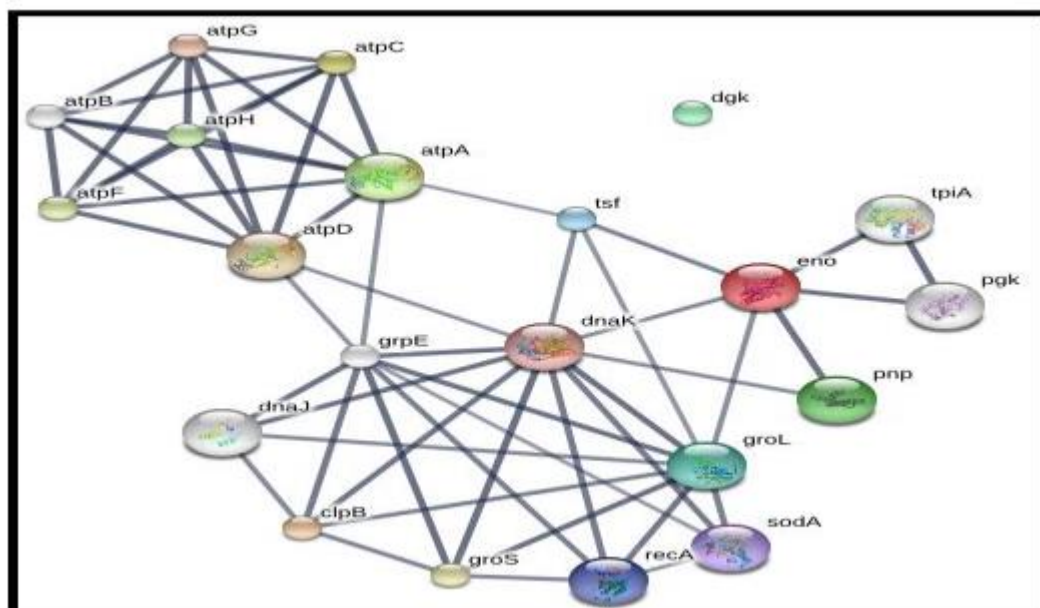 atpG
atpC
atpB
dgk
atpH
atpA
tpiA
atpF
tsf
atpD
eno
pgk
dnaK
grpE
pnp
dnaJ
groL
clpB
sodA
groS
recA